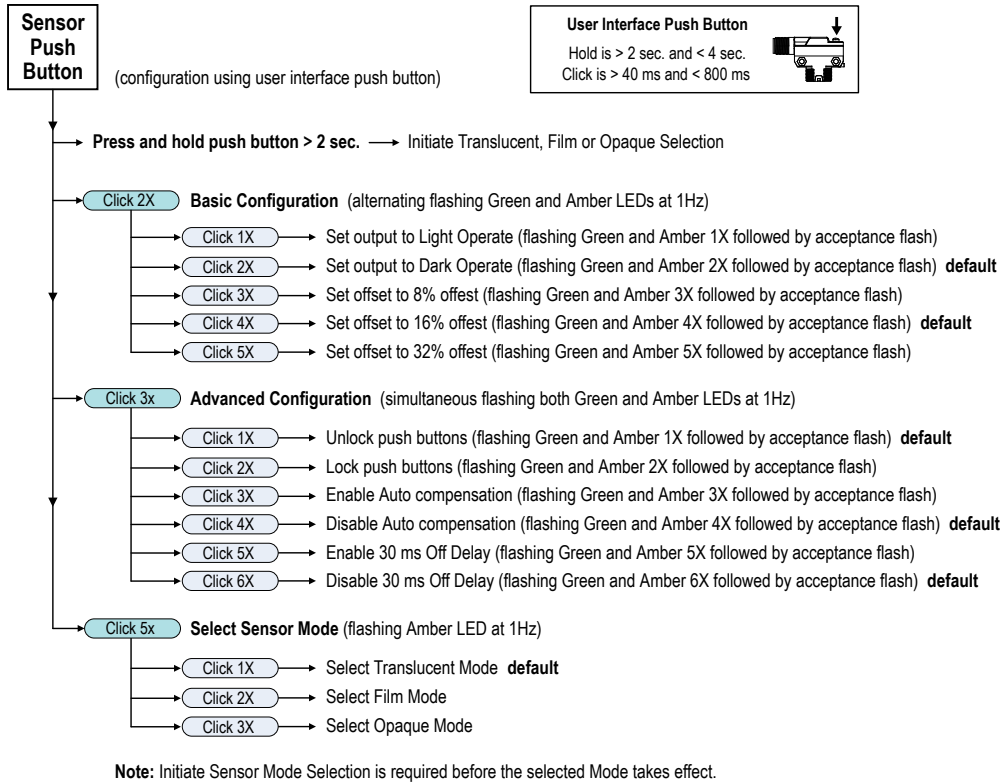 Sensor
Push
Button
(configuration using user interface push button)
User Interface Push Button
Hold is > 2 sec. and < 4 sec.
Click is > 40 ms and < 800 ms
Press and hold push button > 2 sec. Initiate Translucent, Film or Opaque Selection
Click 2X Basic Configuration (alternating flashing Green and Amber LEDs at 1Hz)
Click 1X Set output to Light Operate (flashing Green and Amber 1X followed by acceptance flash)
Click 2X Set output to Dark Operate (flashing Green and Amber 2X followed by acceptance flash) default
Click 3X Set offset to 8% offest (flashing Green and Amber 3X followed by acceptance flash)
Click 4X Set offset to 16% offest (flashing Green and Amber 4X followed by acceptance flash) default
Click 5X Set offset to 32% offest (flashing Green and Amber 5X followed by acceptance flash)
Click 3x Advanced Configuration (simultaneous flashing both Green and Amber LEDs at 1Hz)
Click 1X Unlock push buttons (flashing Green and Amber 1X followed by acceptance flash) default
Click 2X Lock push buttons (flashing Green and Amber 2X followed by acceptance flash)
Click 3X Enable Auto compensation (flashing Green and Amber 3X followed by acceptance flash)
Click 4X Disable Auto compensation (flashing Green and Amber 4X followed by acceptance flash) default
Click 5X Enable 30 ms Off Delay (flashing Green and Amber 5X followed by acceptance flash)
Click 6X Disable 30 ms Off Delay (flashing Green and Amber 6X followed by acceptance flash) default
Click 5x Select Sensor Mode (flashing Amber LED at 1Hz)
Click 1X Select Translucent Mode default
Click 2X Select Film Mode
Click 3X Select Opaque Mode
Note: Initiate Sensor Mode Selection is required before the selected Mode takes effect.